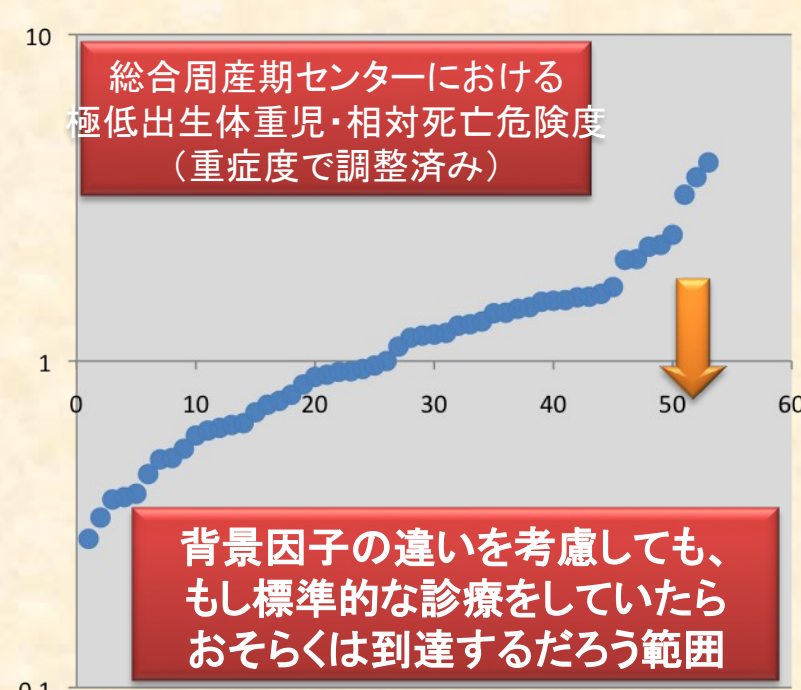 10
総合周産期センターにおける
極低出生体重児・相対死亡危険度
（重症度で調整済み）
1
0 10 20 30 40 50 60
背景因子の違いを考慮しても、
もし標準的な診療をしていたら
おそらくは到達するだろう範囲
0.1